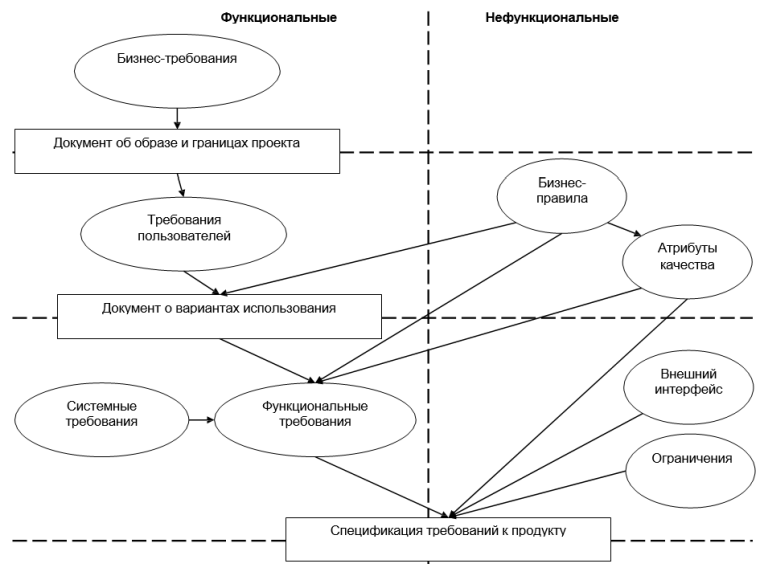 Функциональные
Нефункциональные
Бизнес-требования
Документ об образе и границах проекта
Бизнес-
правила
Требования
пользователей
Атрибуты
качества
Документ о вариантах использования
Внешний
интерфейс
Системные
требования
Функциональные
требования
Ограничения
Спецификация требований к продукту